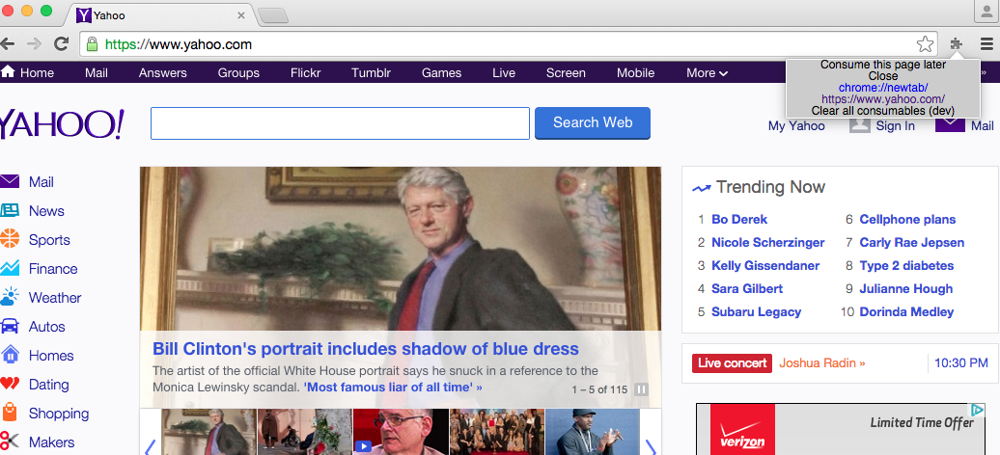 Yahoo
https://www.yahoo.com
Home Mail Answers Groups Flickr Tumblr Games Live Screen Mobile More »
Consume this page later
Close
chrome://newtab/
https://www.yahoo.com/
Clear all consumables (dev)
YAHOO!
Search Web
My Yahoo Sign In Mail
Mail
News
Sports
Finance
Weather
Autos
Homes
Dating
Shopping
Makers
Bill Clinton's portrait includes shadow of blue dress
The artist of the official White House portrait says he snuck in a reference to the
Monica Lewinsky scandal. 'Most famous liar of all time' »
1 – 5 of 115
Trending Now
1 Bo Derek
2 Nicole Scherzinger
3 Kelly Gissendaner
4 Sara Gilbert
5 Subaru Legacy
6 Cellphone plans
7 Carly Rae Jepsen
8 Type 2 diabetes
9 Julianne Hough
10 Dorinda Medley
Live concert Joshua Radin » 10:30 PM
Limited Time Offer
verizon